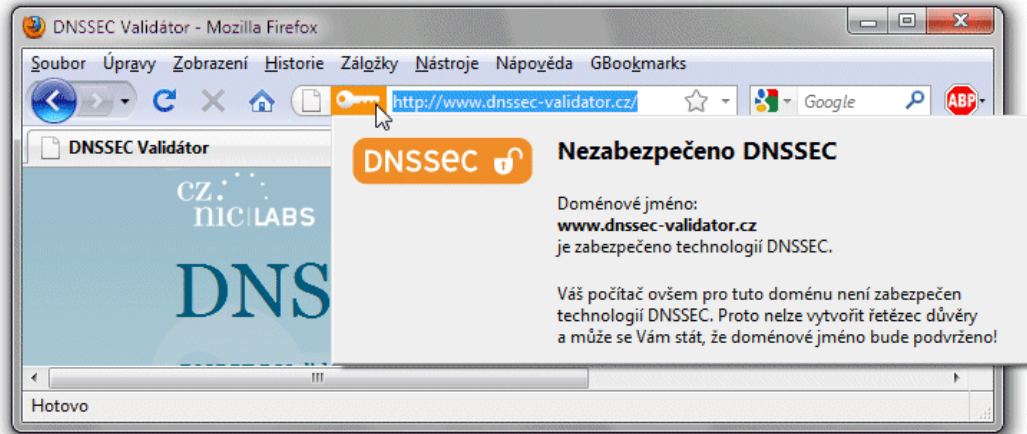 DNSSEC Validátor - Mozilla Firefox
Soubor Úpravy Zobrazení Historie Záložky Nástroje Nápověda GBookmarks
http://www.dnssec-validator.cz/ Google ABP
DNSSEC Validátor
cz.
nic LABS
DNS
DNSSEC
Nezabezpečeno DNSSEC
Doménové jméno:
www.dnssec-validator.cz
je zabezpečeno technologií DNSSEC.
Váš počítač ovšem pro tuto doménu není zabezpečen
technologií DNSSEC. Proto nelze vytvořit řetězec důvěry
a může se Vám stát, že doménové jméno bude podvrženo!
Hotovo